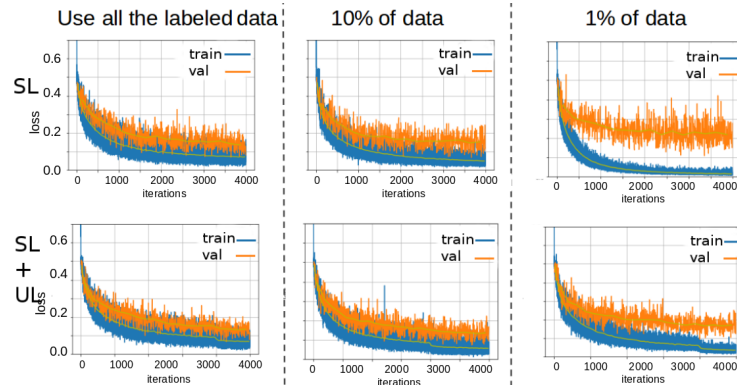 Use all the labeled data
10% of data
1% of data
SL
loss
0.6
0.4
0.2
0.0
train
val
0
1000
2000
3000
4000
iterations
train
val
0
1000
2000
3000
4000
iterations
train
val
1000
2000
3000
4000
iterations
SL
+
UL
loss
0.6
0.4
0.2
0.0
train
val
0
1000
2000
3000
4000
iterations
train
val
0
1000
2000
3000
4000
iterations
train
val
0
1000
2000
3000
4000
iterations